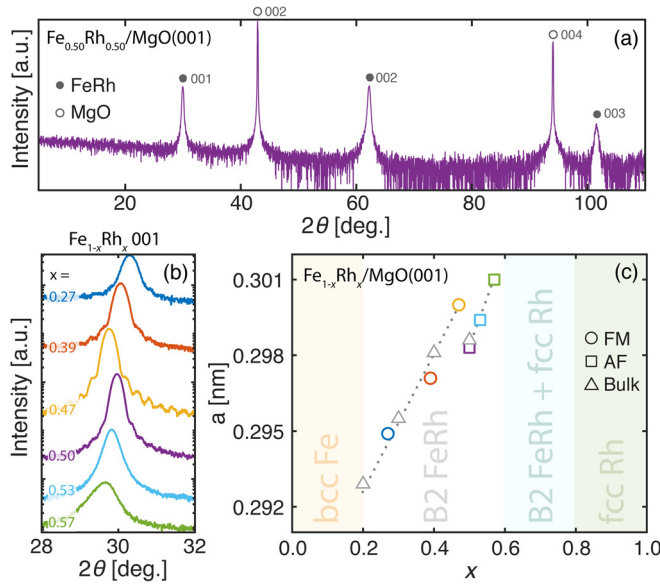 Fe0.50Rh0.50/MgO(001)
(a)
FeRh
MgO
001
002
002
004
003
Intensity [a.u.]
20 40 60 80 100
2θ [deg.]
Fe1-xRhx 001
(b)
x =
0.27
0.39
0.47
0.50
0.53
0.57
Intensity [a.u.]
28 30 32
2θ [deg.]
Fe1-xRhx/MgO(001)
(c)
FM
AF
Bulk
0.301
0.298
0.295
0.292
a [nm]
bcc Fe
B2 FeRh
B2 FeRh + fcc Rh
fcc Rh
0.0 0.2 0.4 0.6 0.8 1.0
x